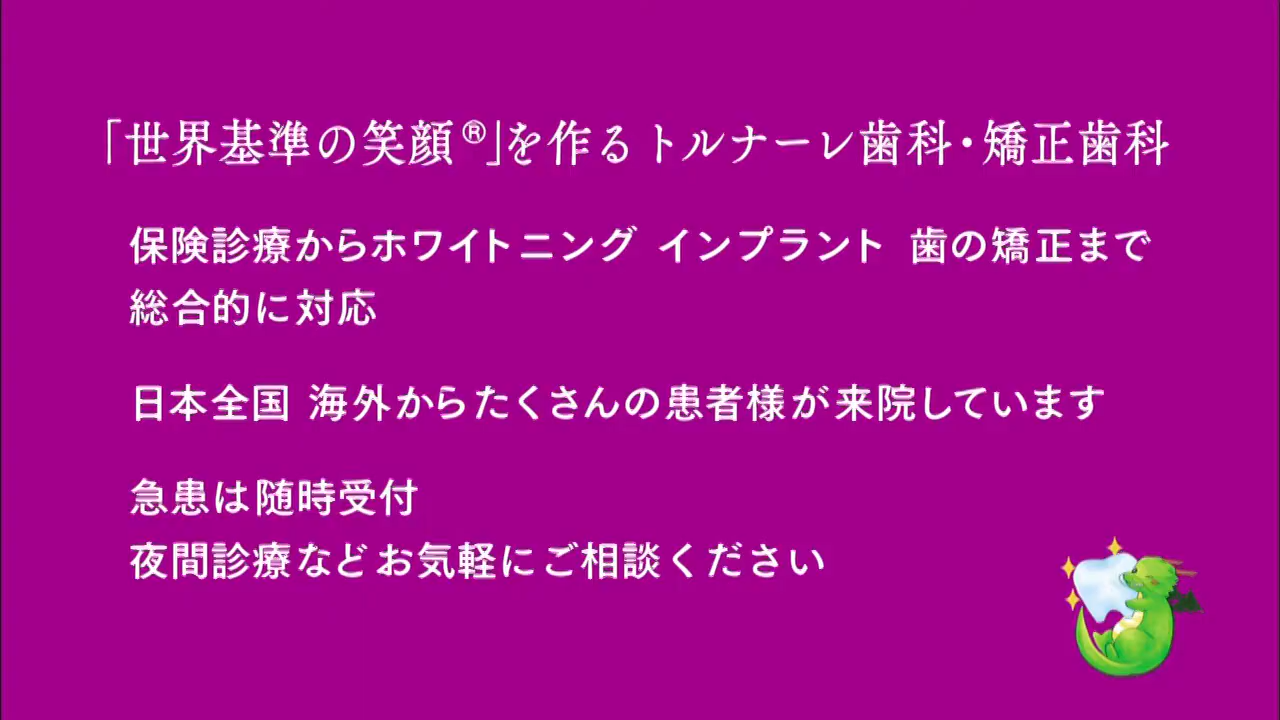 「世界基準の笑顔®」を作るトルナーレ歯科・矯正歯科
保険診療からホワイトニング インプラント 歯の矯正まで
総合的に対応
日本全国 海外からたくさんの患者様が来院しています
急患は随時受付
夜間診療などお気軽にご相談ください